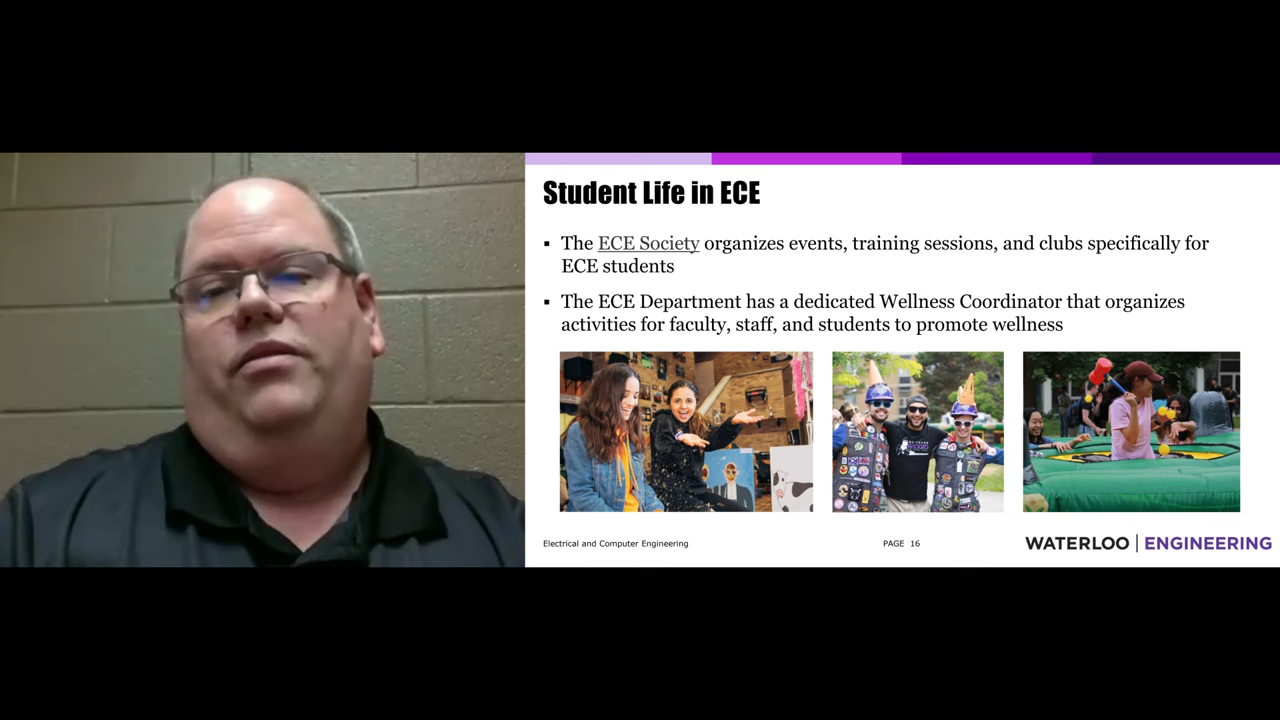 Student Life in ECE
▪ The ECE Society organizes events, training sessions, and clubs specifically for
ECE students
▪ The ECE Department has a dedicated Wellness Coordinator that organizes
activities for faculty, staff, and students to promote wellness
Electrical and Computer Engineering
PAGE 16
WATERLOO | ENGINEERING